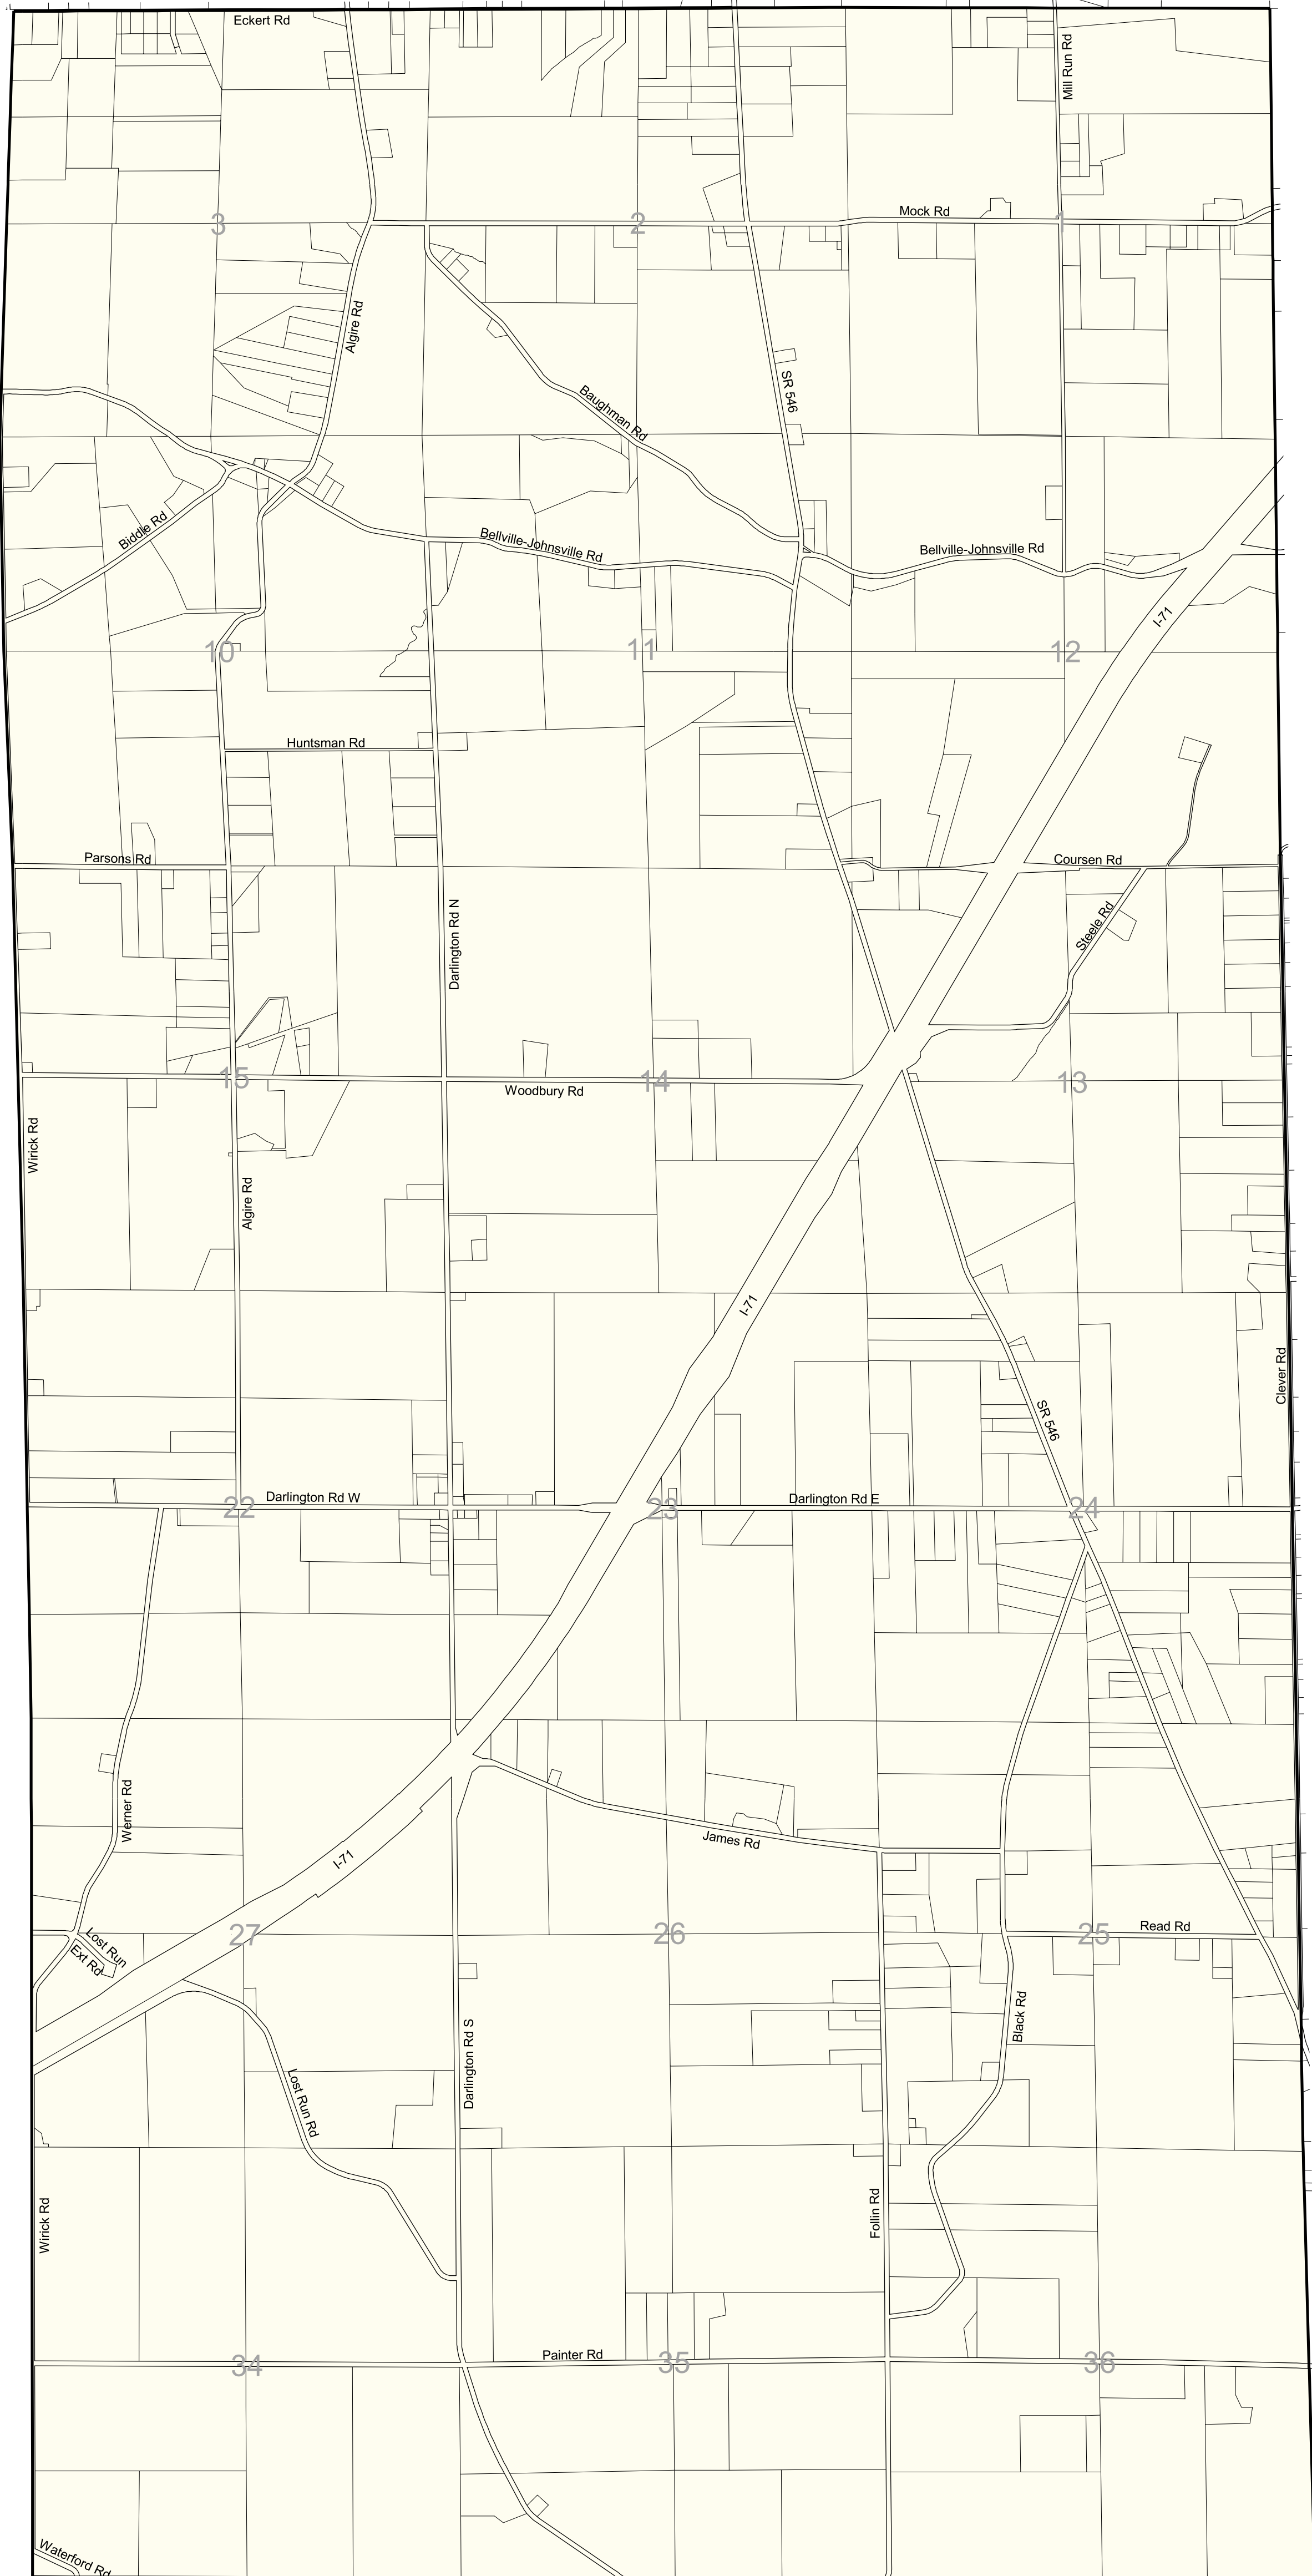 Eckert Rd
Mill Run Rd
Mock Rd
3
2
1
Algire Rd
SR 546
Baughman Rd
Biddle Rd
Bellville-Johnsville Rd
Bellville-Johnsville Rd
I-71
10
11
12
Huntsman Rd
Parsons Rd
Coursen Rd
Darlington Rd N
Steele Rd
15
14
13
Woodbury Rd
Wirick Rd
Algire Rd
I-71
Clever Rd
SR 546
Darlington Rd W
Darlington Rd E
22
23
24
Werner Rd
James Rd
I-71
Lost Run
Ext Rd
27
26
25
Read Rd
Black Rd
Darlington Rd S
Lost Run Rd
Wirick Rd
Follin Rd
Painter Rd
34
35
36
Waterford Rd